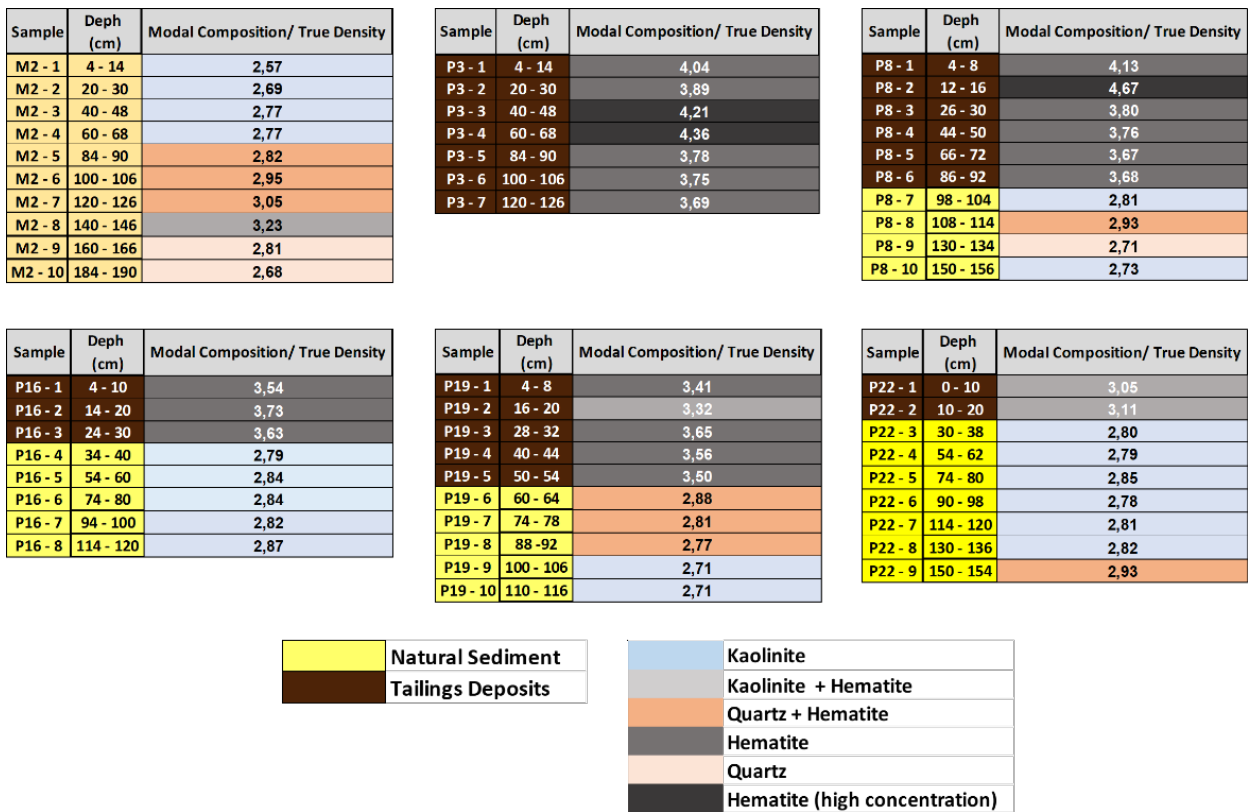 Sample Deph (cm) Modal Composition/ True Density
M2 - 1 4 - 14 2,57
M2 - 2 20 - 30 2,69
M2 - 3 40 - 48 2,77
M2 - 4 60 - 68 2,77
M2 - 5 84 - 90 2,82
M2 - 6 100 - 106 2,95
M2 - 7 120 - 126 3,05
M2 - 8 140 - 146 3,23
M2 - 9 160 - 166 2,81
M2 - 10 184 - 190 2,68
Sample Deph (cm) Modal Composition/ True Density
P3 - 1 4 - 14 4,04
P3 - 2 20 - 30 3,89
P3 - 3 40 - 48 4,21
P3 - 4 60 - 68 4,36
P3 - 5 84 - 90 3,78
P3 - 6 100 - 106 3,75
P3 - 7 120 - 126 3,69
Sample Deph (cm) Modal Composition/ True Density
P8 - 1 4 - 8 4,13
P8 - 2 12 - 16 4,67
P8 - 3 26 - 30 3,80
P8 - 4 44 - 50 3,76
P8 - 5 66 - 72 3,67
P8 - 6 86 - 92 3,68
P8 - 7 98 - 104 2,81
P8 - 8 108 - 114 2,93
P8 - 9 130 - 134 2,71
P8 - 10 150 - 156 2,73
Sample Deph (cm) Modal Composition/ True Density
P16 - 1 4 - 10 3,54
P16 - 2 14 - 20 3,73
P16 - 3 24 - 30 3,63
P16 - 4 34 - 40 2,79
P16 - 5 54 - 60 2,84
P16 - 6 74 - 80 2,84
P16 - 7 94 - 100 2,82
P16 - 8 114 - 120 2,87
Sample Deph (cm) Modal Composition/ True Density
P19 - 1 4 - 8 3,41
P19 - 2 16 - 20 3,32
P19 - 3 28 - 32 3,65
P19 - 4 40 - 44 3,56
P19 - 5 50 - 54 3,50
P19 - 6 60 - 64 2,88
P19 - 7 74 - 78 2,81
P19 - 8 88 -92 2,77
P19 - 9 100 - 106 2,71
P19 - 10 110 - 116 2,71
Sample Deph (cm) Modal Composition/ True Density
P22 - 1 0 - 10 3,05
P22 - 2 10 - 20 3,11
P22 - 3 30 - 38 2,80
P22 - 4 54 - 62 2,79
P22 - 5 74 - 80 2,85
P22 - 6 90 - 98 2,78
P22 - 7 114 - 120 2,81
P22 - 8 130 - 136 2,82
P22 - 9 150 - 154 2,93
Natural Sediment
Tailings Deposits
Kaolinite
Kaolinite + Hematite
Quartz + Hematite
Hematite
Quartz
Hematite (high concentration)